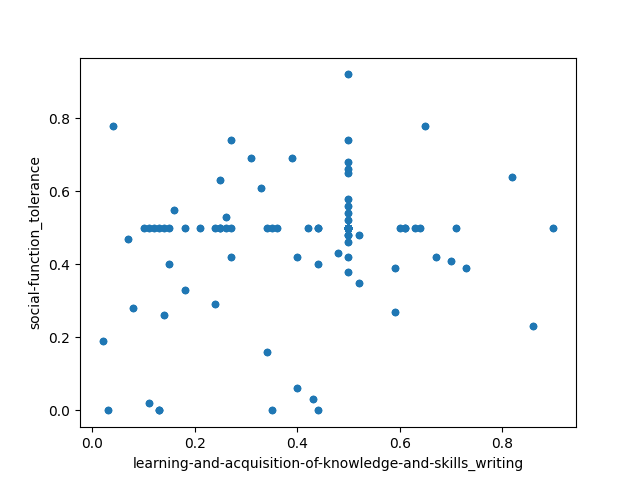 0.8
0.6
0.4
0.2
0.0
social-function_tolerance
0.0 0.2 0.4 0.6 0.8
learning-and-acquisition-of-knowledge-and-skills_writing